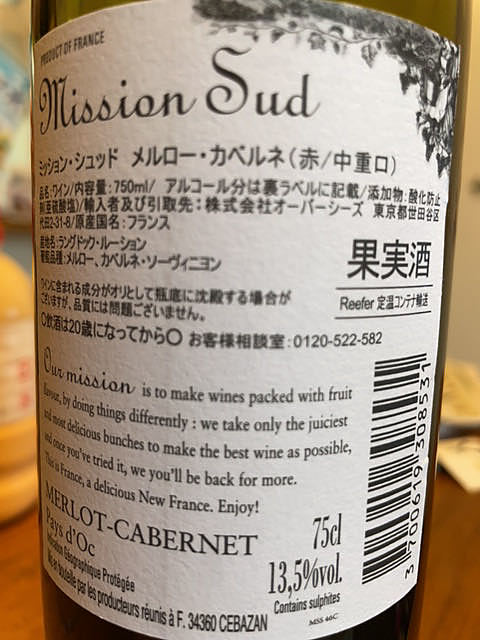 PRODUCT OF FRANCE
Mission Sud
ミッション・シュッド メルロー・カベルネ(赤/中重口)
品名:ワイン/内容量:750ml/ アルコール分は裏ラベルに記載/添加物:酸化防止
剤(亜硫酸塩)/輸入者及び引取先:株式会社オーバーシーズ 東京都世田谷区
代田2-31-8/原産国名:フランス
産地名:ラングドック・ルーション
葡萄品種:メルロー、カベルネ・ソーヴィニヨン
果実酒
Reefer 定温コンテナ輸送
ワインに含まれる成分がオリとして瓶底に沈殿する場合が
ございますが、品質には問題ございません。
〇飲酒は20歳になってから〇 お客様相談室:0120-522-582
Our mission is to make wines packed with fruit
flavour, by doing things differently : we take only the juiciest
and most delicious bunches to make the best wine as possible,
and once you've tried it, we you'll be back for more.
This is France, a delicious New France. Enjoy!
MERLOT-CABERNET
Pays d'Oc
Indication Géographique Protégée
Mis en bouteille par les producteurs réunis à F. 34360 CEBAZAN
75cl
13,5%vol.
Contains sulphites
MSS 46C
3 700619 308531